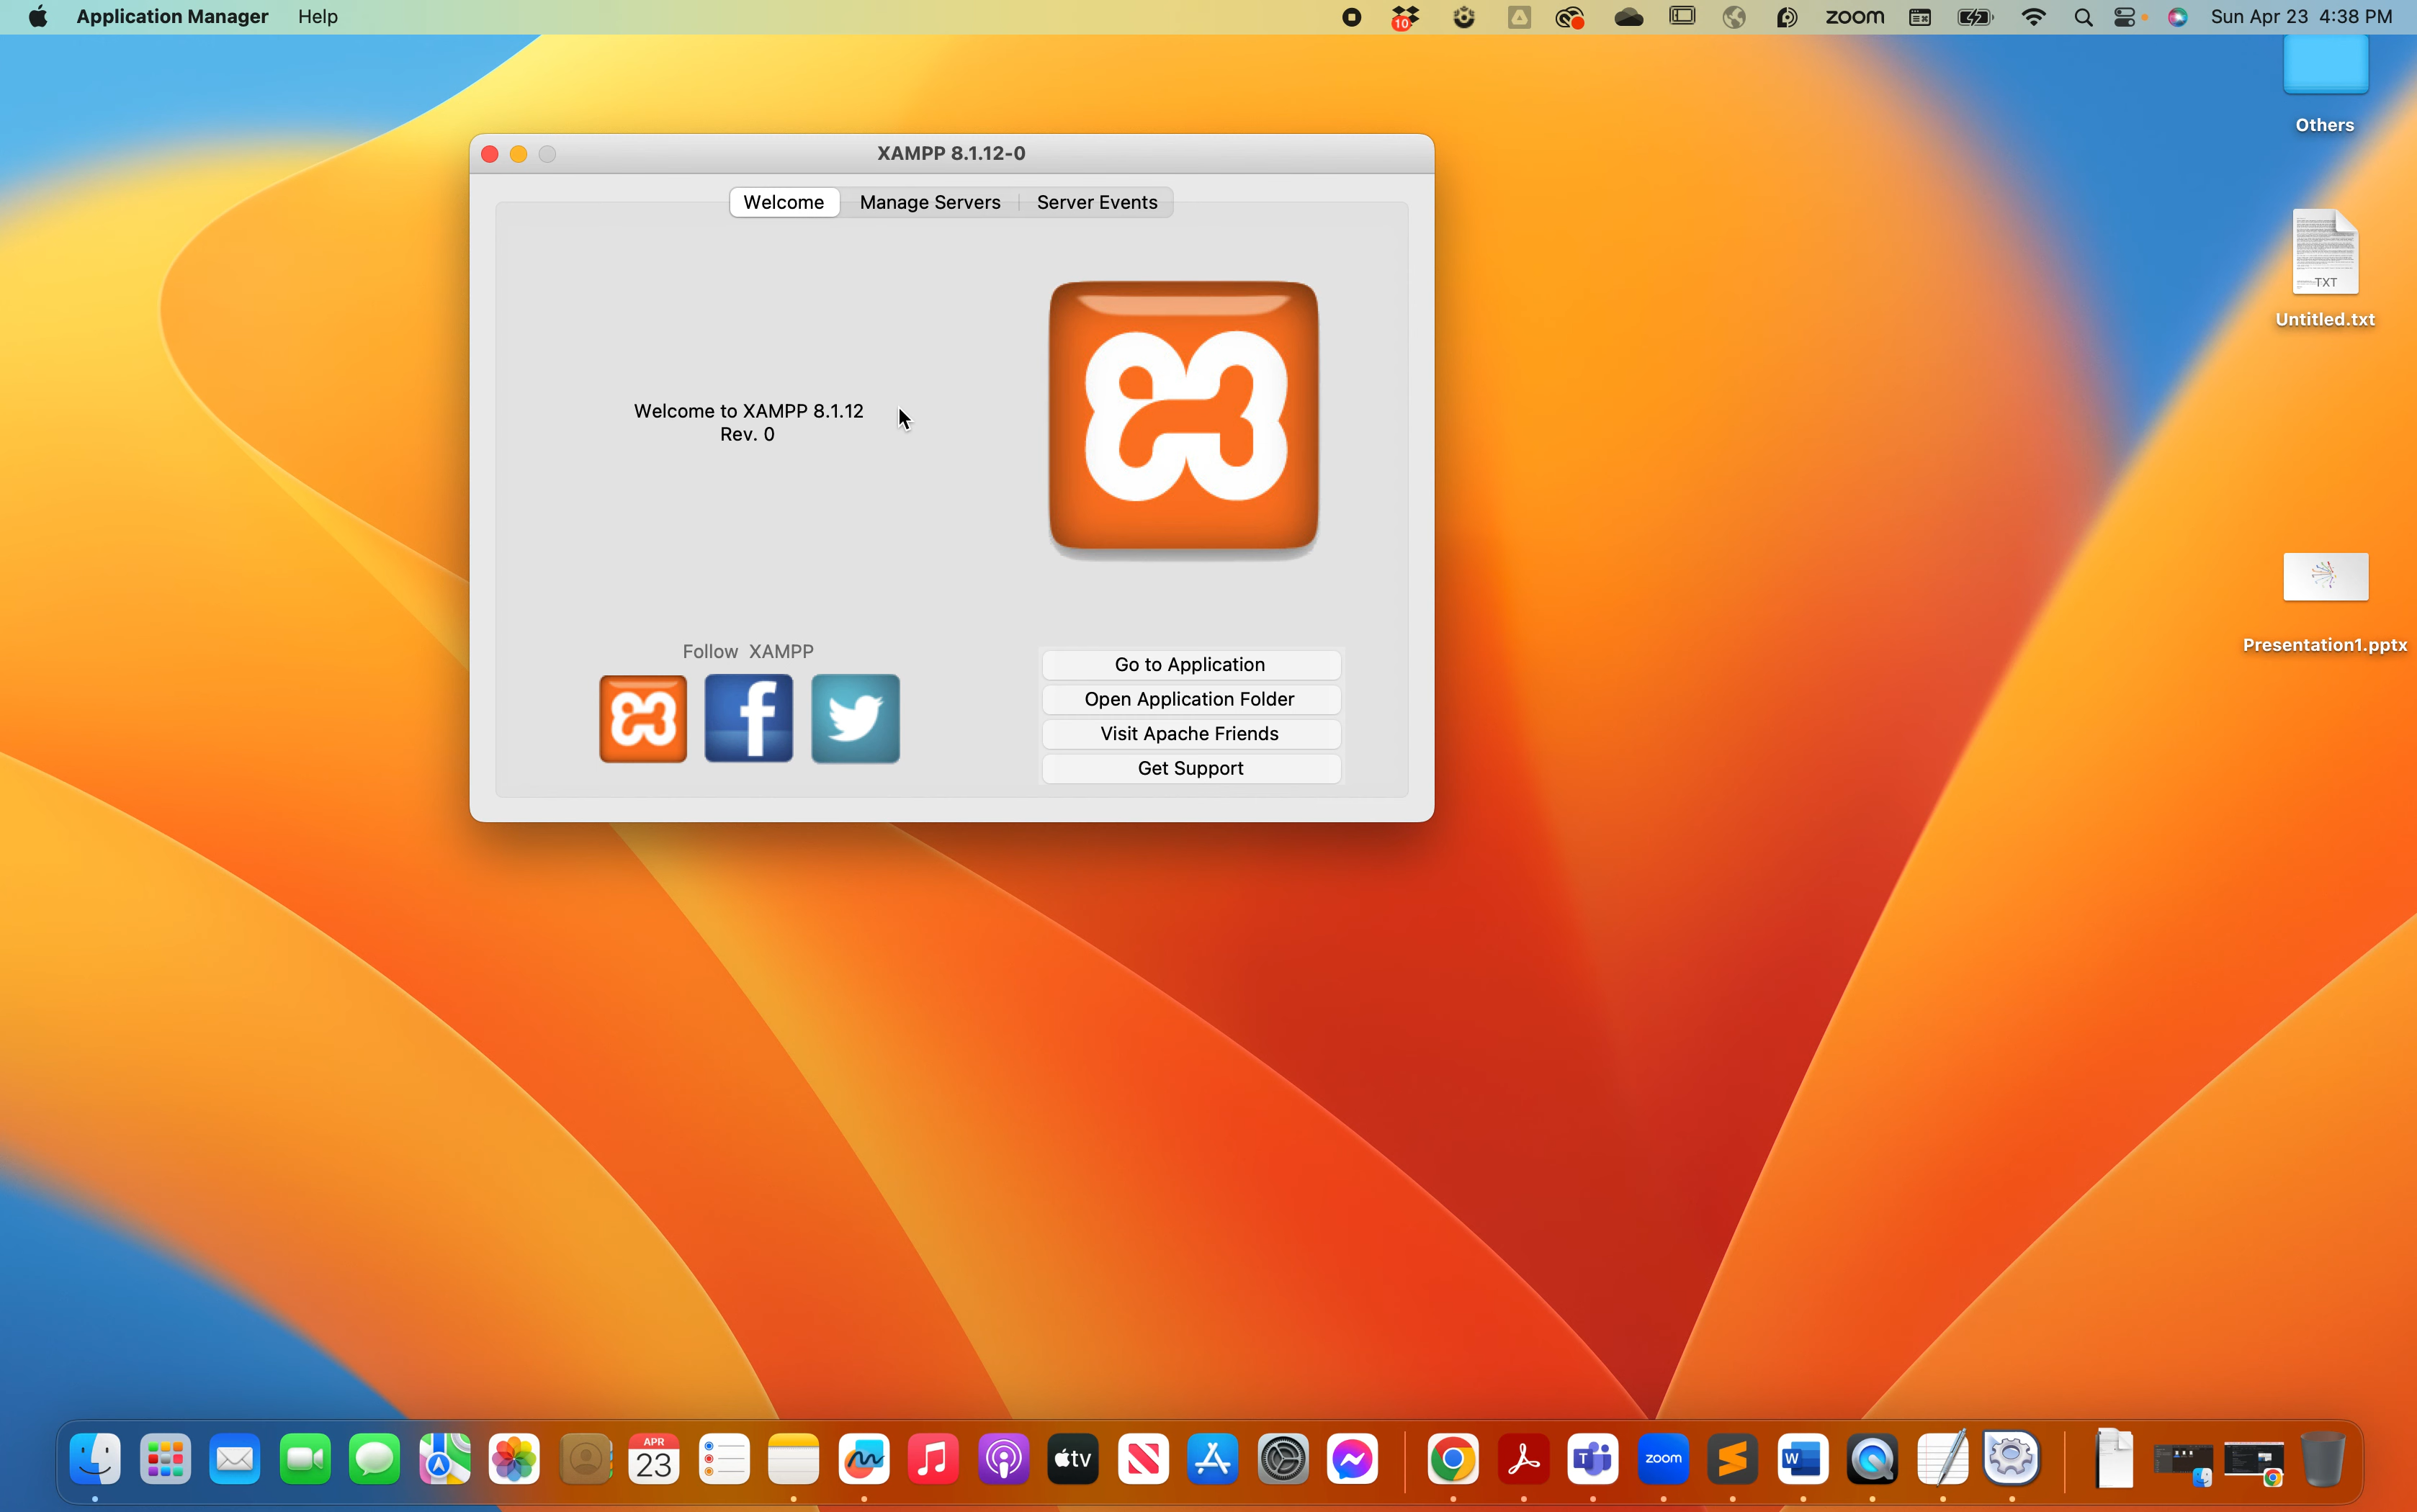 Application Manager Help
10
zoom
Sun Apr 23 4:38 PM
Others
XAMPP 8.1.12-0
Welcome
Manage Servers
Server Events
TXT
Untitled.txt
Welcome to XAMPP 8.1.12
Rev. 0
Presentation1.pptx
Follow XAMPP
Go to Application
Open Application Folder
Visit Apache Friends
Get Support
APR
23
tv
zoom
W